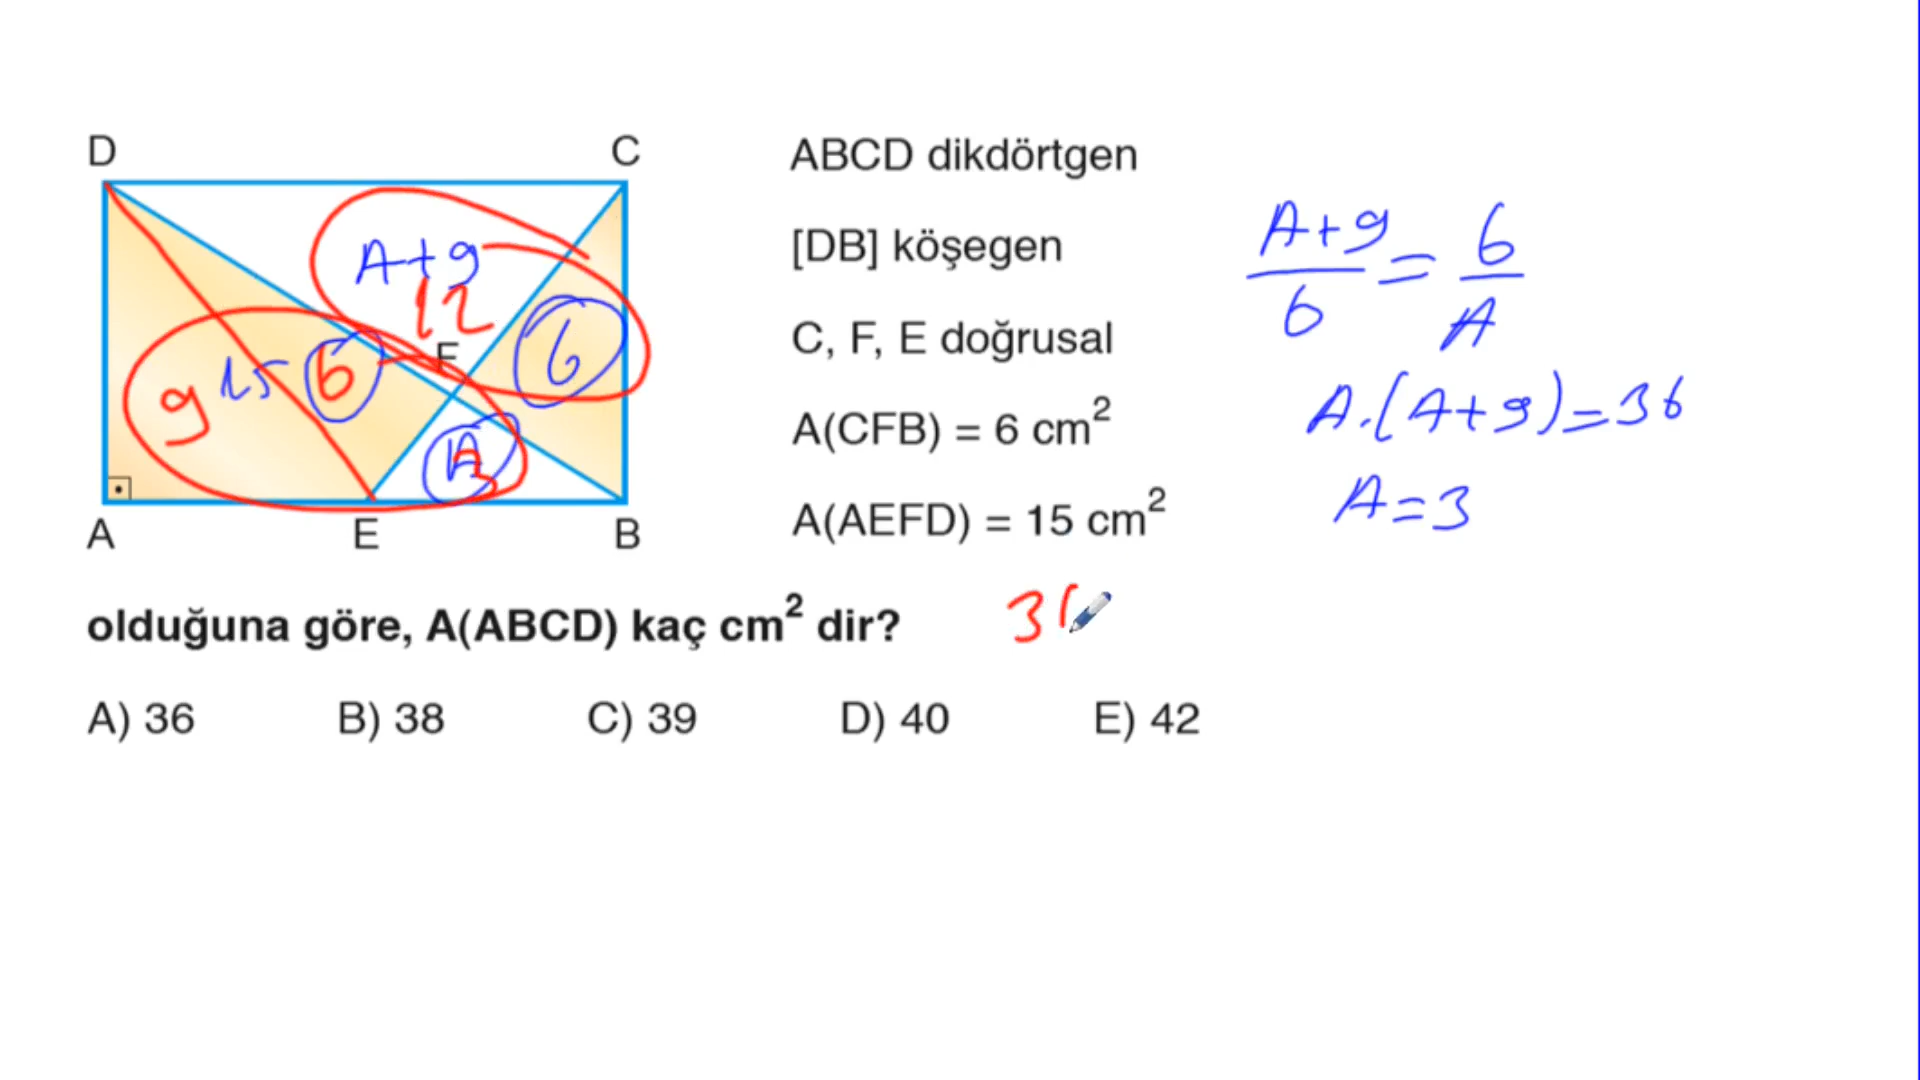 D C
A+9
12
F
9 15 6 6
A 3
A E B
ABCD dikdörtgen
[DB] köşegen
C, F, E doğrusal
A(CFB) = 6 cm²
A(AEFD) = 15 cm²
A+9/6 = 6/A
A.(A+9)=36
A=3
olduğuna göre, A(ABCD) kaç cm² dir?
A) 36 B) 38 C) 39 D) 40 E) 42